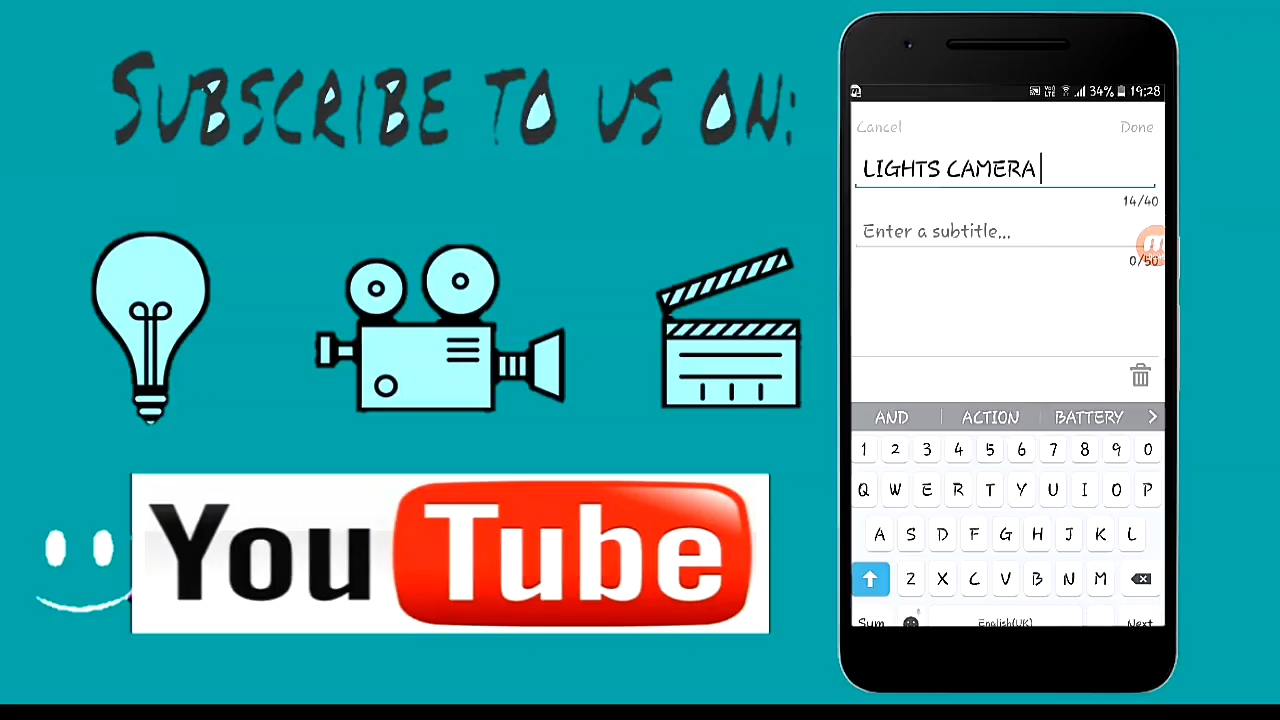 SUBSCRIBE TO US ON:
YouTube
VoLTE 34% 19:28
Cancel Done
LIGHTS CAMERA
14/40
Enter a subtitle...
0/50
AND ACTION BATTERY
1 2 3 4 5 6 7 8 9 0
Q W E R T Y U I O P
A S D F G H J K L
Z X C V B N M
Sym English(UK) Next